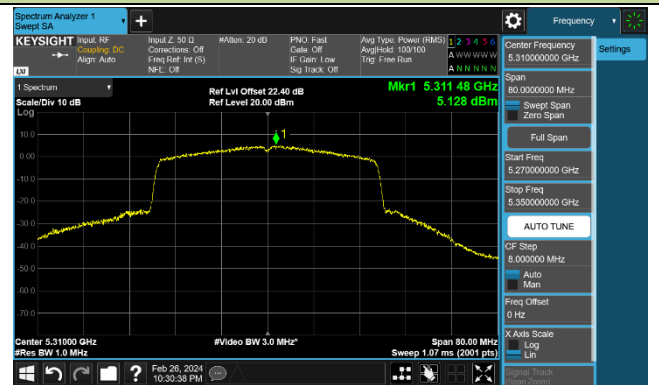 Spectrum Analyzer 1
Swept SA
+
Frequency
KEYSIGHT
Input: RF
Coupling: DC
Align: Auto
Input Z: 50 Ω
Corrections: Off
Freq Ref: Int (S)
NFE: Off
#Atten: 20 dB
PNO: Fast
Gate: Off
IF Gain: Low
Sig Track: Off
Avg Type: Power (RMS)
Avg|Hold: 100/100
Trig: Free Run
1 2 3 4 5 6
A W W W W W
A N N N N N
LXI
1 Spectrum
Scale/Div 10 dB
Log
Ref Lvl Offset 22.40 dB
Ref Level 20.00 dBm
Mkr1 5.311 48 GHz
5.128 dBm
1
10.0
0.00
-10.0
-20.0
-30.0
-40.0
-50.0
-60.0
-70.0
Center 5.31000 GHz
#Res BW 1.0 MHz
#Video BW 3.0 MHz*
Span 80.00 MHz
Sweep 1.07 ms (2001 pts)
?
Feb 26, 2024
10:30:38 PM
Center Frequency
5.310000000 GHz
Settings
Span
80.0000000 MHz
Swept Span
Zero Span
Full Span
Start Freq
5.270000000 GHz
Stop Freq
5.350000000 GHz
AUTO TUNE
CF Step
8.000000 MHz
Auto
Man
Freq Offset
0 Hz
X Axis Scale
Log
Lin
Signal Track
(Span Zoom)